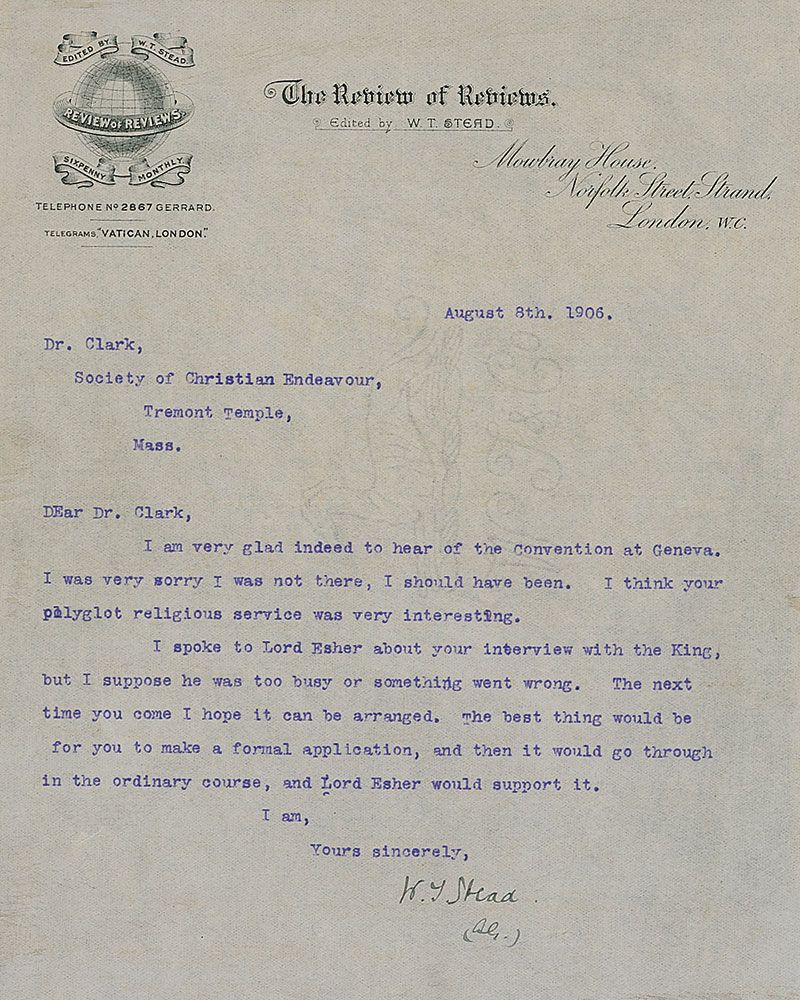 EDITED BY W.T. STEAD
REVIEW OF REVIEWS
SIXPENNY MONTHLY
TELEPHONE Nº 2867 GERRARD.
TELEGRAMS, "VATICAN, LONDON."
The Review of Reviews.
Edited by W. T. STEAD.
Mowbray House,
Norfolk Street, Strand,
London, W.C.
August 8th. 1906.
Dr. Clark,
Society of Christian Endeavour,
Tremont Temple,
Mass.
DEar Dr. Clark,
I am very glad indeed to hear of the Convention at Geneva.
I was very sorry I was not there, I should have been. I think your
polyglot religious service was very interesting.
I spoke to Lord Esher about your interview with the King,
but I suppose he was too busy or something went wrong. The next
time you come I hope it can be arranged. The best thing would be
for you to make a formal application, and then it would go through
in the ordinary course, and Lord Esher would support it.
I am,
Yours sincerely,
W. T Stead.